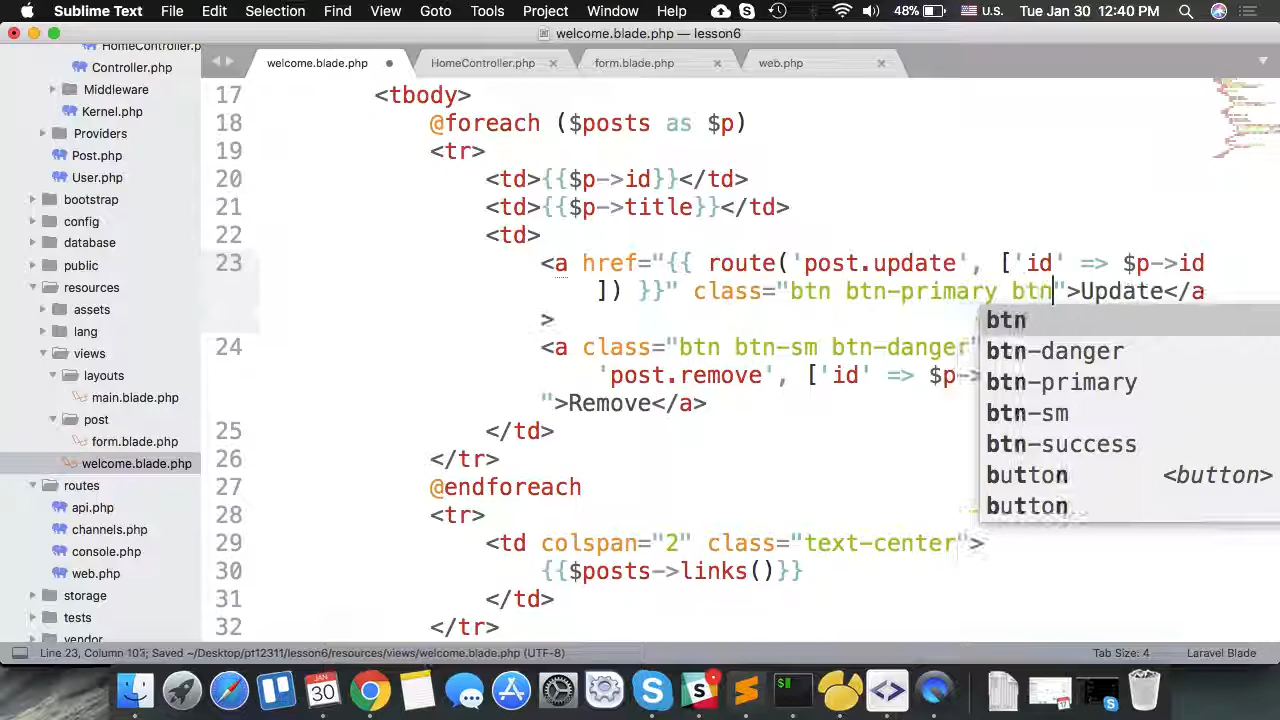 Sublime Text File Edit Selection Find View Goto Tools Project Window Help 48% U.S. Tue Jan 30 12:40 PM
welcome.blade.php — lesson6
welcome.blade.php HomeController.php form.blade.php web.php
HomeController.p
Controller.php
Middleware
Kernel.php
Providers
Post.php
User.php
bootstrap
config
database
public
resources
assets
lang
views
layouts
main.blade.php
post
form.blade.php
welcome.blade.php
routes
api.php
channels.php
console.php
web.php
storage
tests
vendor
17 <tbody>
18 @foreach ($posts as $p)
19 <tr>
20 <td>{{$p->id}}</td>
21 <td>{{$p->title}}</td>
22 <td>
23 <a href="{{ route('post.update', ['id' => $p->id
]) }}" class="btn btn-primary btn">Update</a
>
24 <a class="btn btn-sm btn-danger"
'post.remove', ['id' => $p->
">Remove</a>
25 </td>
26 </tr>
27 @endforeach
28 <tr>
29 <td colspan="2" class="text-center">
30 {{$posts->links()}}
31 </td>
32 </tr>
btn
btn-danger
btn-primary
btn-sm
btn-success
button <button>
button
Line 23, Column 103; Saved ~/Desktop/pt12311/lesson6/resources/views/welcome.blade.php (UTF-8) Tab Size: 4 Laravel Blade
JAN
30